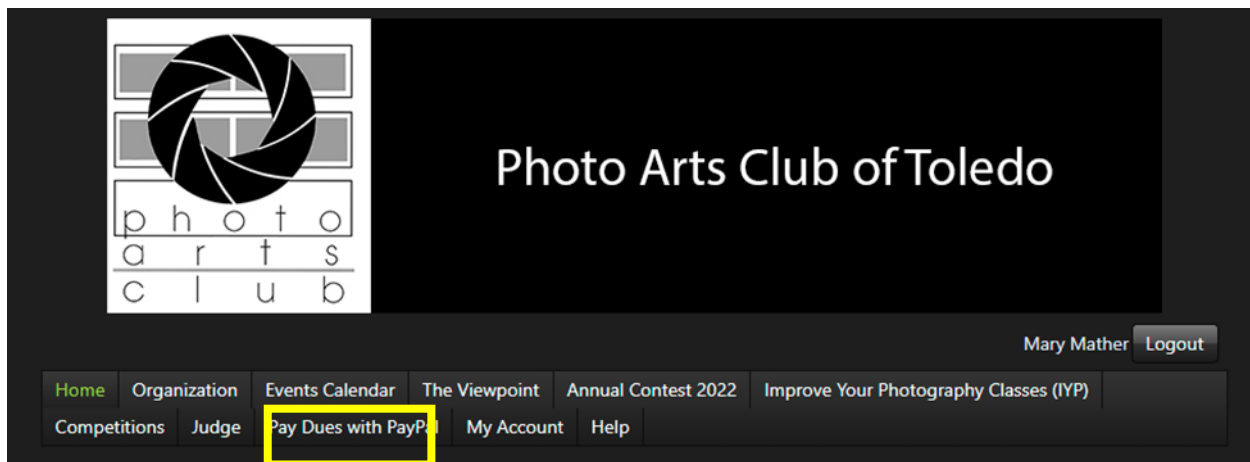 photo
arts
club
Photo Arts Club of Toledo
Mary Mather Logout
Home Organization Events Calendar The Viewpoint Annual Contest 2022 Improve Your Photography Classes (IYP)
Competitions Judge Pay Dues with PayPal My Account Help